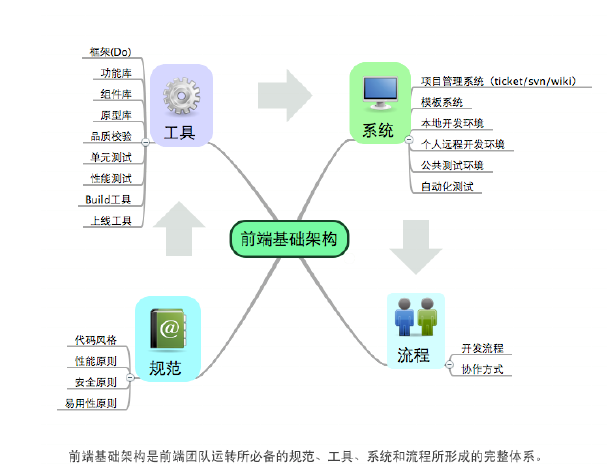 框架(Do)
功能库
组件库
原型库
品质校验
单元测试
性能测试
Build工具
上线工具
工具
系统
项目管理系统（ticket/svn/wiki）
模板系统
本地开发环境
个人远程开发环境
公共测试环境
自动化测试
前端基础架构
代码风格
性能原则
安全原则
易用性原则
@
规范
流程
开发流程
协作方式
前端基础架构是前端团队运转所必备的规范、工具、系统和流程所形成的完整体系。